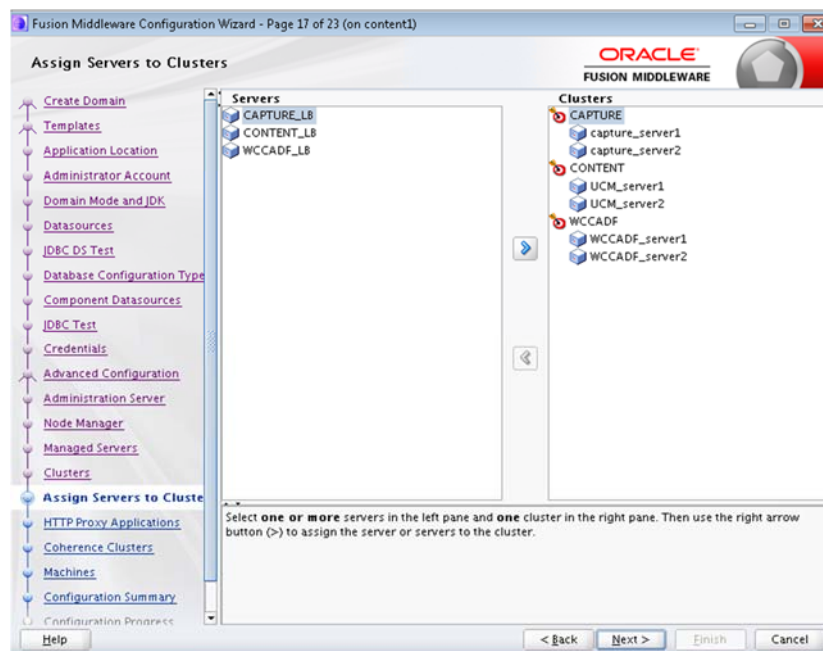 Fusion Middleware Configuration Wizard - Page 17 of 23 (on content1)
Assign Servers to Clusters
ORACLE
FUSION MIDDLEWARE
Create Domain
Templates
Application Location
Administrator Account
Domain Mode and JDK
Datasources
JDBC DS Test
Database Configuration Type
Component Datasources
JDBC Test
Credentials
Advanced Configuration
Administration Server
Node Manager
Managed Servers
Clusters
Assign Servers to Cluste
HTTP Proxy Applications
Coherence Clusters
Machines
Configuration Summary
Configuration Progress
Servers
CAPTURE_LB
CONTENT_LB
WCCADF_LB
Clusters
CAPTURE
capture_server1
capture_server2
CONTENT
UCM_server1
UCM_server2
WCCADF
WCCADF_server1
WCCADF_server2
Select one or more servers in the left pane and one cluster in the right pane. Then use the right arrow
button (>) to assign the server or servers to the cluster.
Help
< Back
Next >
Finish
Cancel